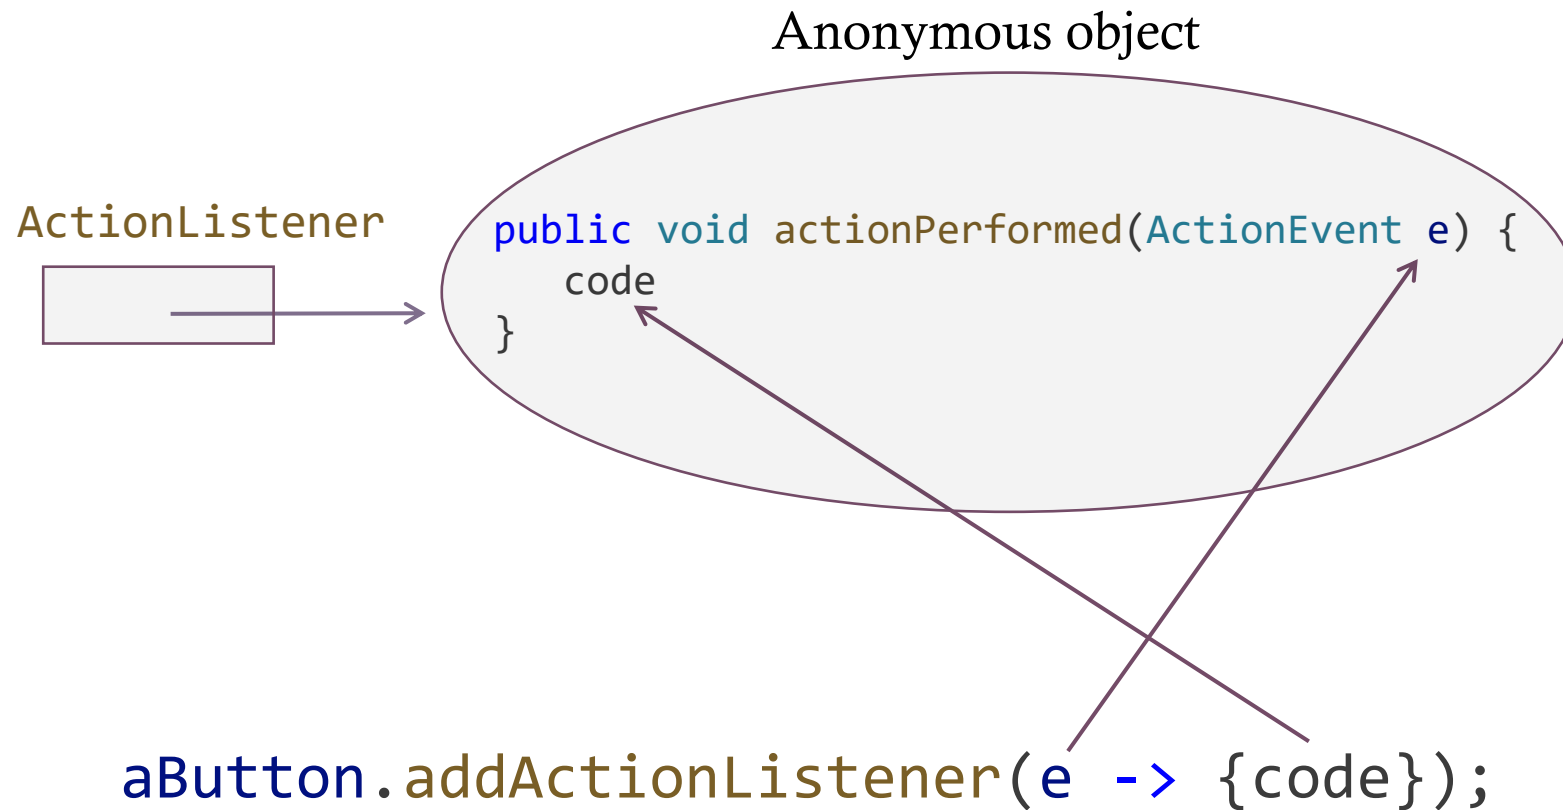 Anonymous object
ActionListener
public void actionPerformed(ActionEvent e) {
code
}
aButton.addActionListener(e -> {code});